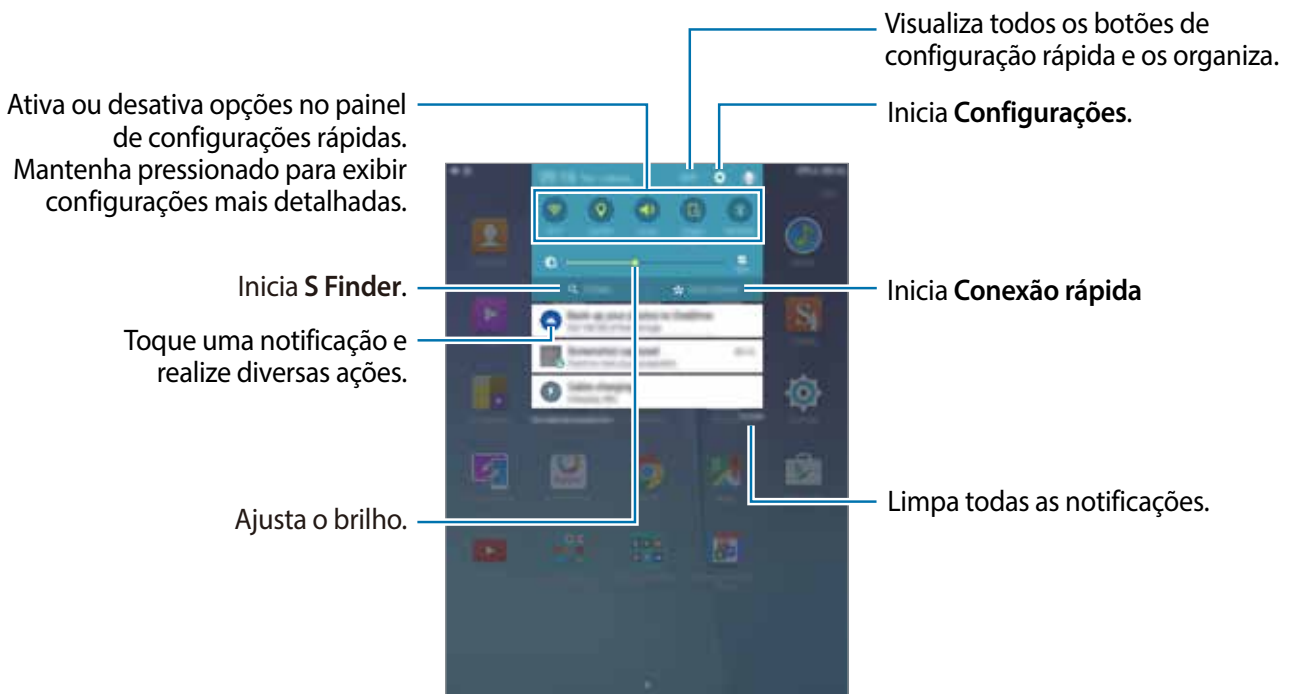 Visualiza todos os botões de
configuração rápida e os organiza.
Ativa ou desativa opções no painel
de configurações rápidas.
Mantenha pressionado para exibir
configurações mais detalhadas.
Inicia Configurações.
Inicia S Finder.
Inicia Conexão rápida
Toque uma notificação e
realize diversas ações.
Ajusta o brilho.
Limpa todas as notificações.